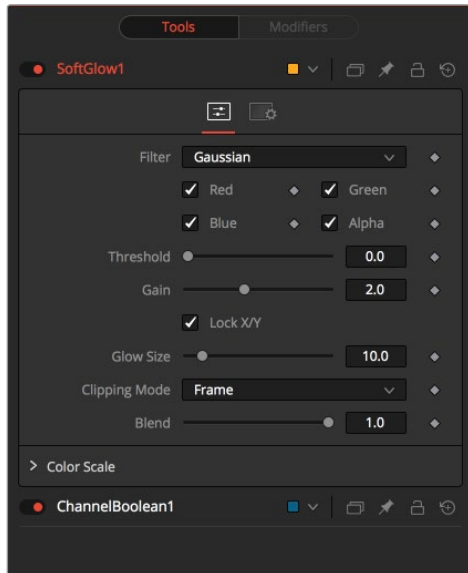 Tools Modifiers
SoftGlow1
Filter Gaussian
Red Green
Blue Alpha
Threshold 0.0
Gain 2.0
Lock X/Y
Glow Size 10.0
Clipping Mode Frame
Blend 1.0
Color Scale
ChannelBoolean1